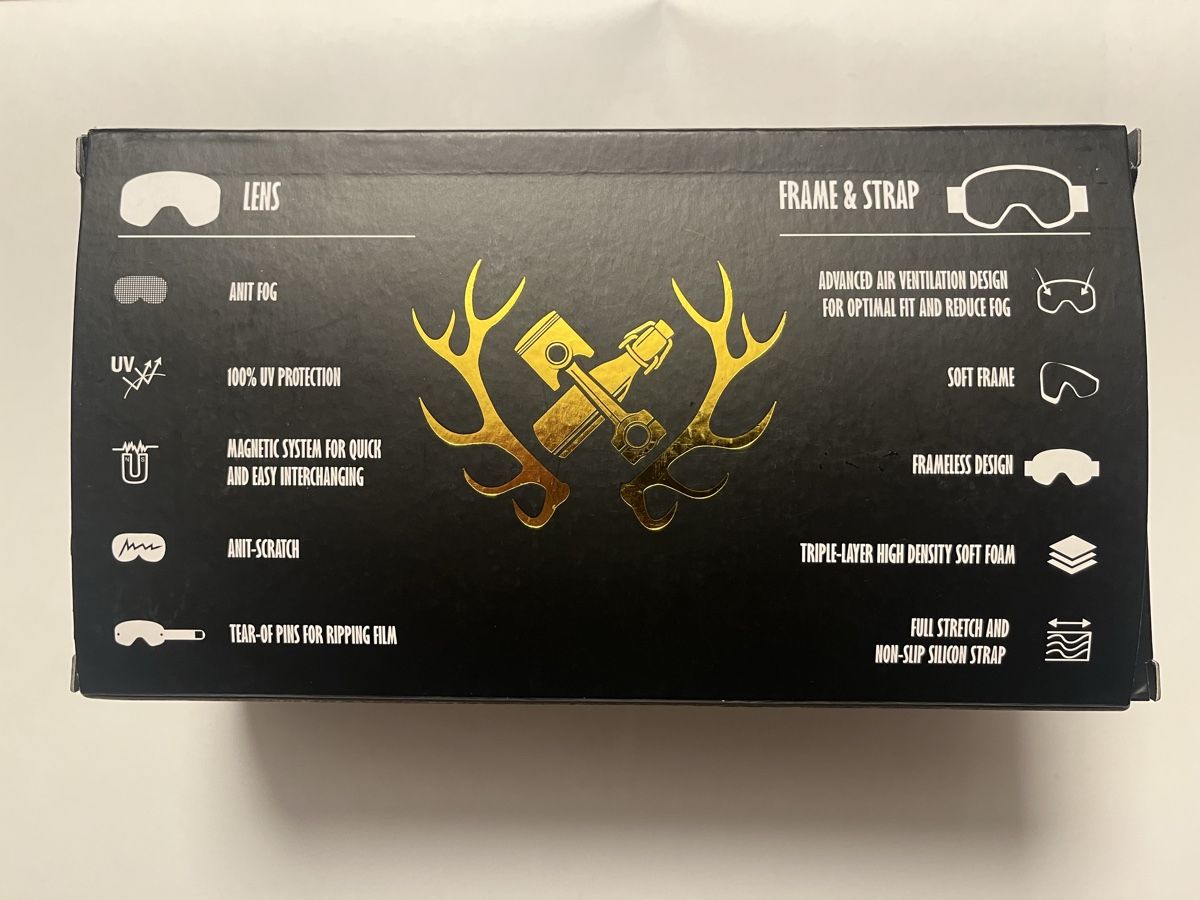 LENS
ANIT FOG
UV
100% UV PROTECTION
MAGNETIC SYSTEM FOR QUICK
AND EASY INTERCHANGING
ANIT-SCRATCH
TEAR-OF PINS FOR RIPPING FILM
FRAME & STRAP
ADVANCED AIR VENTILATION DESIGN
FOR OPTIMAL FIT AND REDUCE FOG
SOFT FRAME
FRAMELESS DESIGN
TRIPLE-LAYER HIGH DENSITY SOFT FOAM
FULL STRETCH AND
NON-SLIP SILICON STRAP